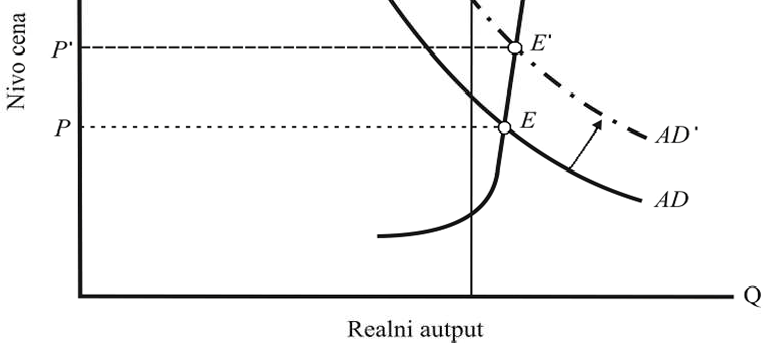 Nivo cena
P'
E'
P
E
AD'
AD
Q
Realni autput